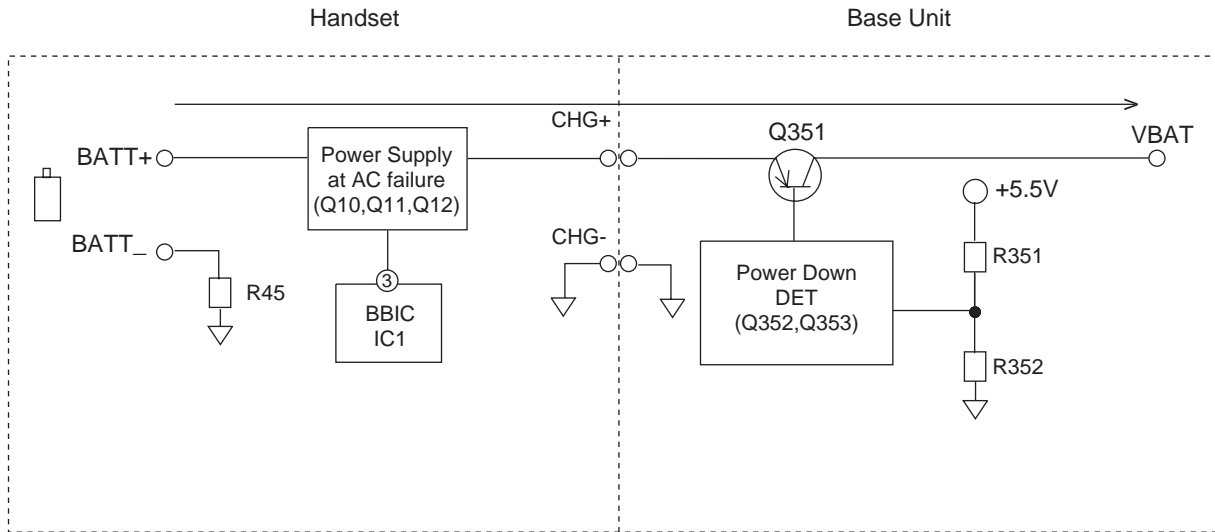 Handset
Base Unit
CHG+
Q351
VBAT
BATT+
Power Supply
at AC failure
(Q10,Q11,Q12)
+5.5V
BATT_
CHG-
R351
Power Down
DET
(Q352,Q353)
3
R45
BBIC
IC1
R352